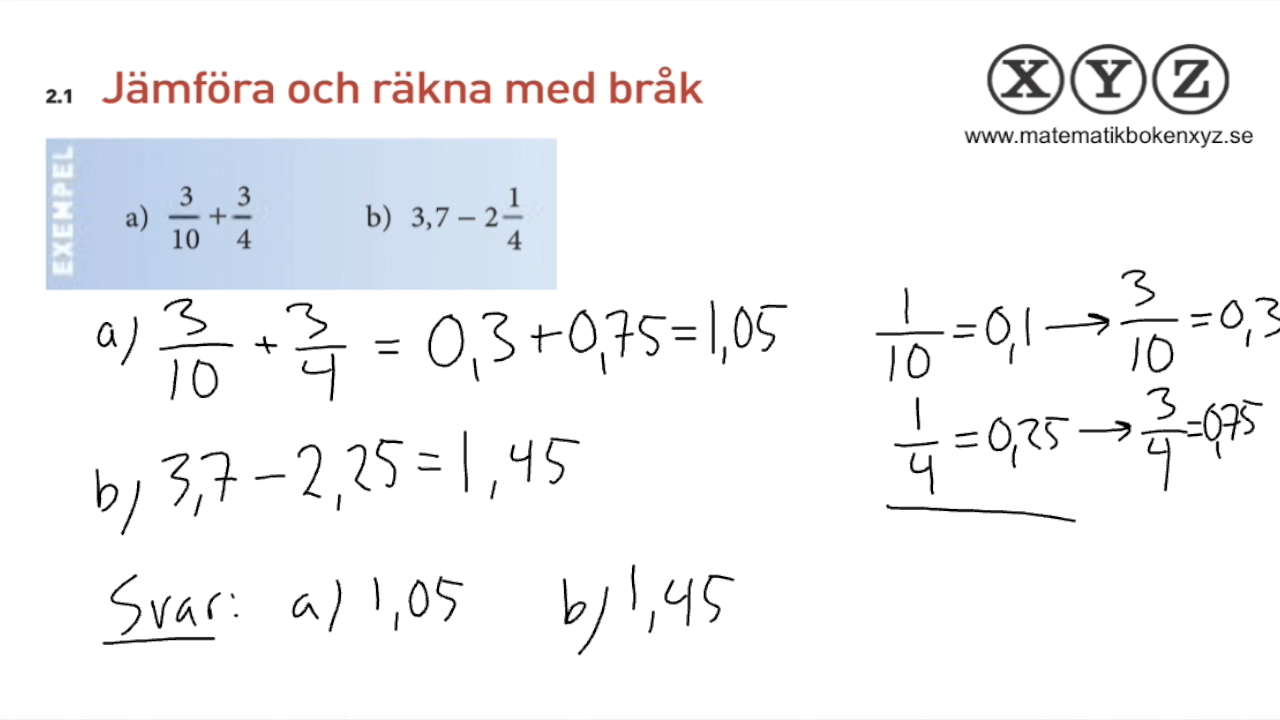 2.1 Jämföra och räkna med bråk
X Y Z
www.matematikbokenxyz.se
EXEMPEL
a) 3/10 + 3/4 b) 3,7 – 2 1/4
a) 3/10 + 3/4 = 0,3+0,75=1,05
1/10 = 0,1 → 3/10 = 0,3
1/4 = 0,25 → 3/4 = 0,75
b) 3,7 – 2,25 = 1,45
Svar: a) 1,05 b) 1,45